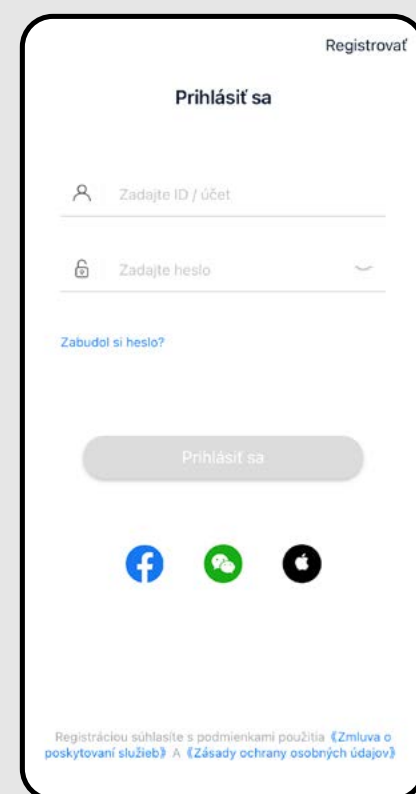 Registrovať
Prihlásiť sa
Zadajte ID / účet
Zadajte heslo
Zabudol si heslo?
Prihlásiť sa
Registráciou súhlasíte s podmienkami použitia 《Zmluva o
poskytovaní služieb》 A 《Zásady ochrany osobných údajov》